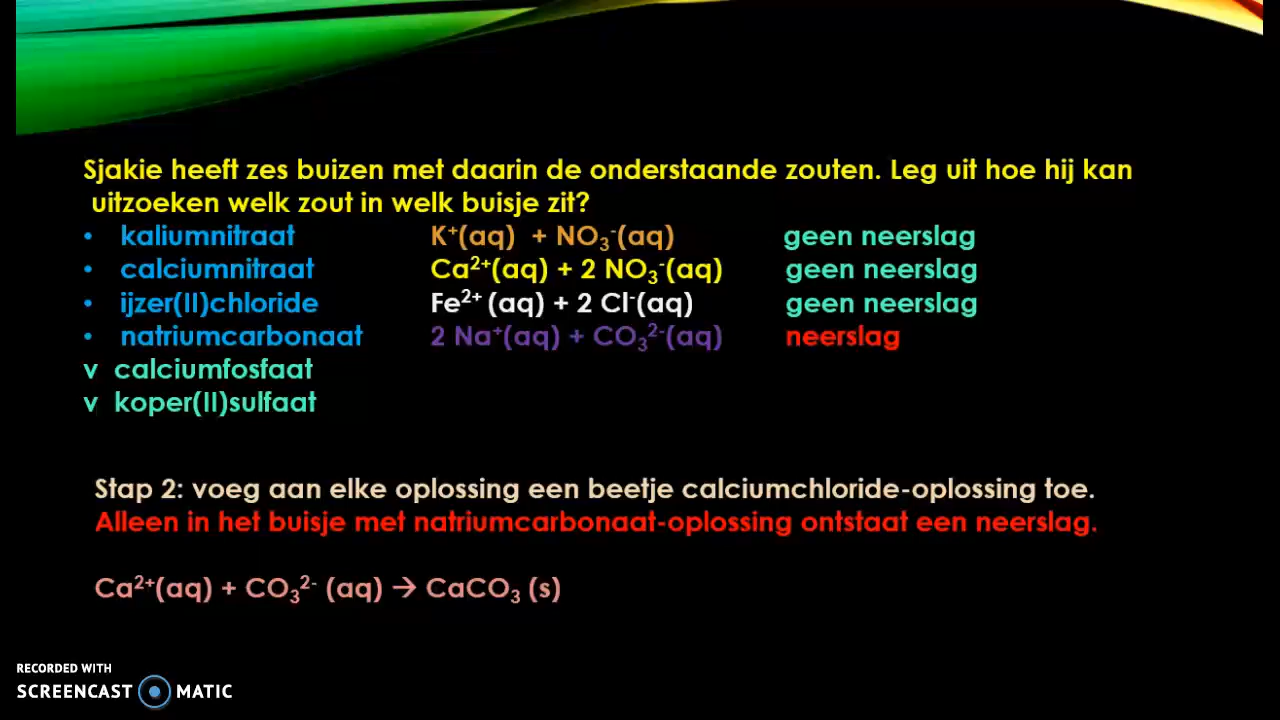 Sjakie heeft zes buizen met daarin de onderstaande zouten. Leg uit hoe hij kan
uitzoeken welk zout in welk buisje zit?
• kaliumnitraat K⁺(aq) + NO₃⁻(aq) geen neerslag
• calciumnitraat Ca²⁺(aq) + 2 NO₃⁻(aq) geen neerslag
• ijzer(II)chloride Fe²⁺ (aq) + 2 Cl⁻(aq) geen neerslag
• natriumcarbonaat 2 Na⁺(aq) + CO₃²⁻(aq) neerslag
v calciumfosfaat
v koper(II)sulfaat
Stap 2: voeg aan elke oplossing een beetje calciumchloride-oplossing toe.
Alleen in het buisje met natriumcarbonaat-oplossing ontstaat een neerslag.
Ca²⁺(aq) + CO₃²⁻ (aq) → CaCO₃ (s)
RECORDED WITH
SCREENCAST MATIC